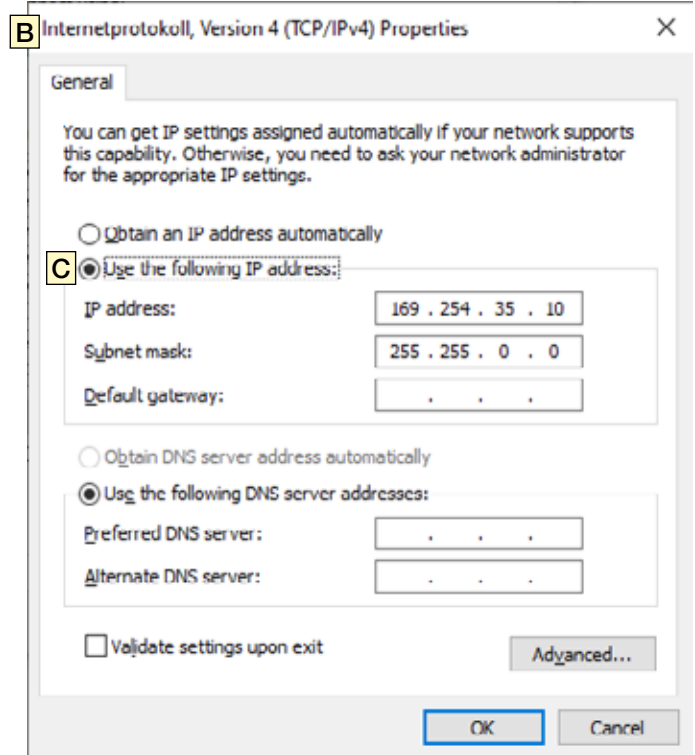 B Internetprotokoll, Version 4 (TCP/IPv4) Properties
General
You can get IP settings assigned automatically if your network supports
this capability. Otherwise, you need to ask your network administrator
for the appropriate IP settings.
Obtain an IP address automatically
C Use the following IP address:
IP address: 169 . 254 . 35 . 10
Subnet mask: 255 . 255 . 0 . 0
Default gateway: . . .
Obtain DNS server address automatically
Use the following DNS server addresses:
Preferred DNS server: . . .
Alternate DNS server: . . .
Validate settings upon exit
Advanced...
OK Cancel